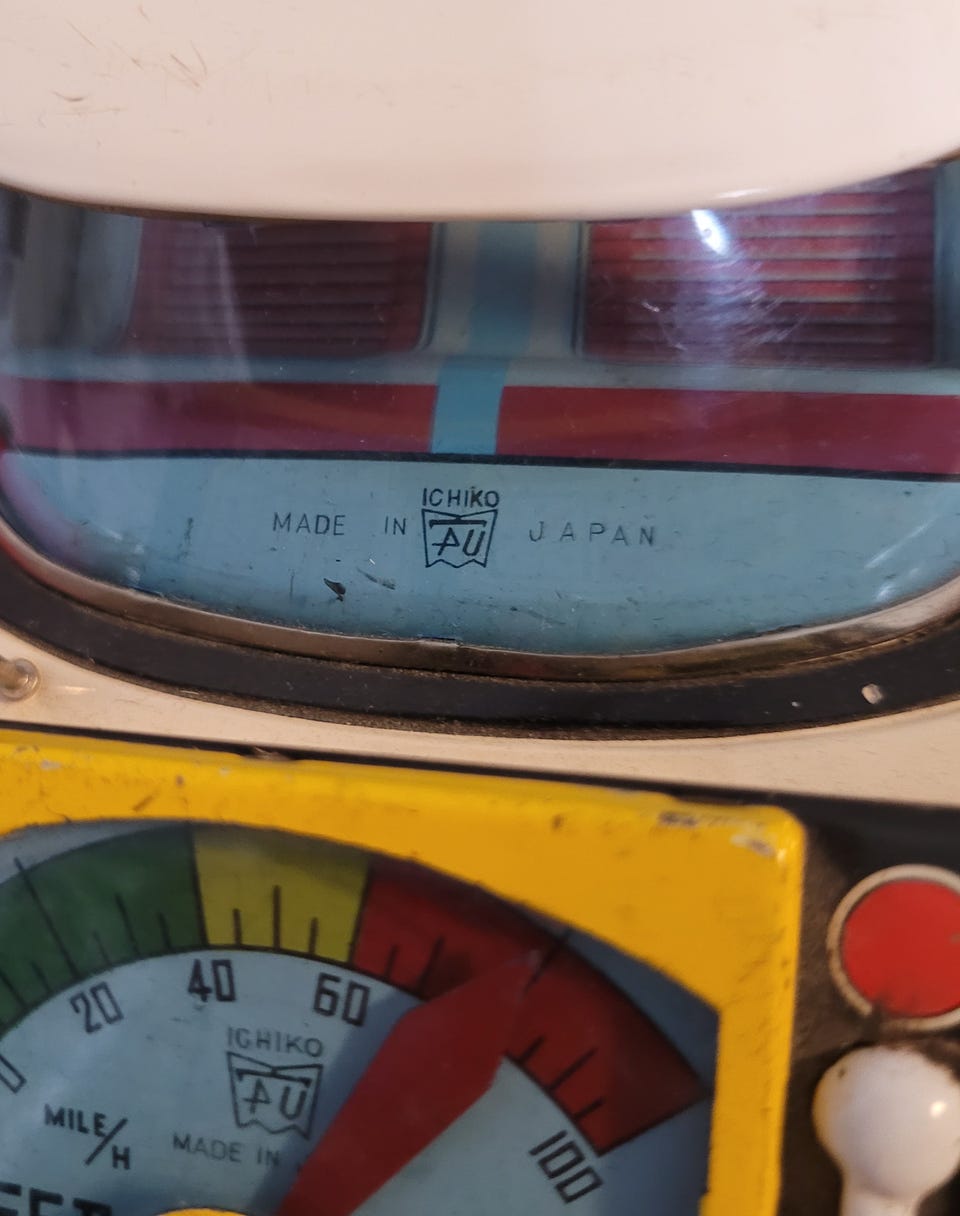 ICHIKO
MADE IN JAPAN
20 40 60
ICHIKO
MILE/H
MADE IN
100